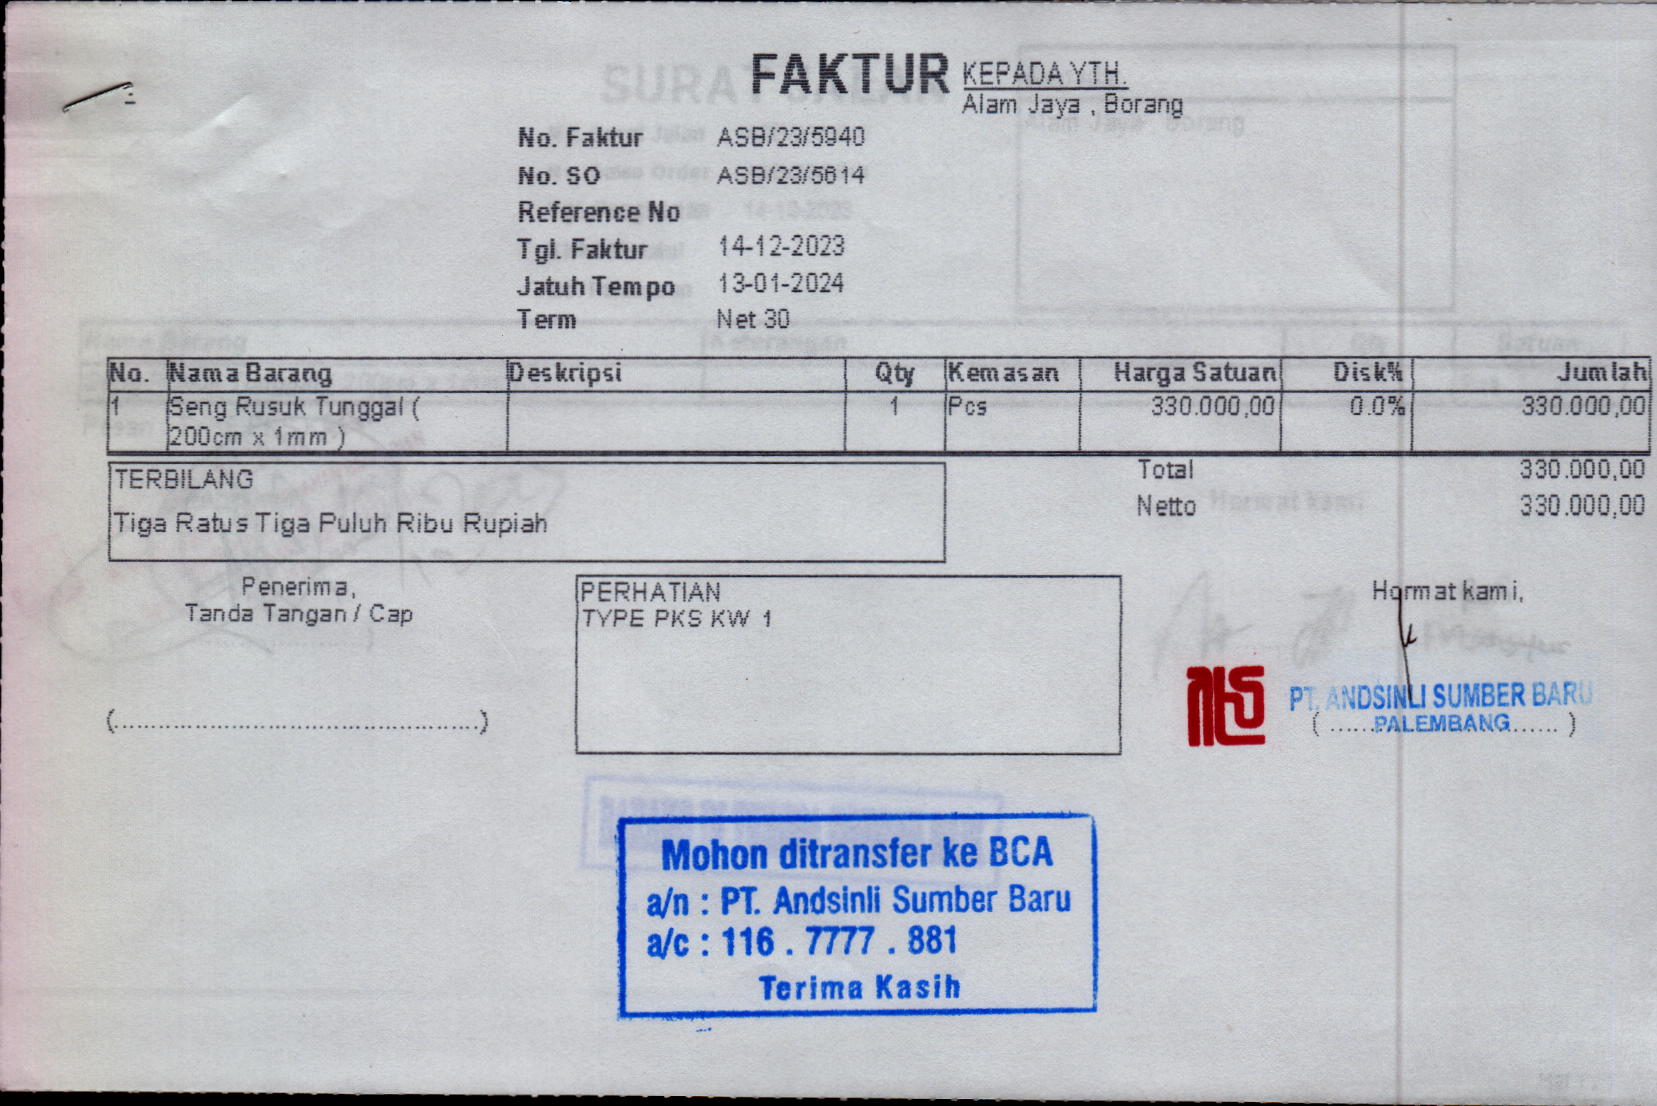 FAKTUR
KEPADA YTH.
Alam Jaya , Borang
No. Faktur ASB/23/5940
No. SO ASB/23/5614
Reference No
Tgl. Faktur 14-12-2023
Jatuh Tempo 13-01-2024
Term Net 30
No. Nama Barang Deskripsi Qty Kemasan Harga Satuan Disk% Jumlah
1 Seng Rusuk Tunggal ( 1 Pcs 330.000,00 0.0% 330.000,00
200cm x 1mm )
Total 330.000,00
Netto 330.000,00
TERBILANG
Tiga Ratus Tiga Puluh Ribu Rupiah
Penerima,
Tanda Tangan / Cap
(......................................................)
PERHATIAN
TYPE PKS KW 1
Hormat kami,
PT. ANDSINLI SUMBER BARU
( ......PALEMBANG...... )
Mohon ditransfer ke BCA
a/n : PT. Andsinli Sumber Baru
a/c : 116 . 7777 . 881
Terima Kasih